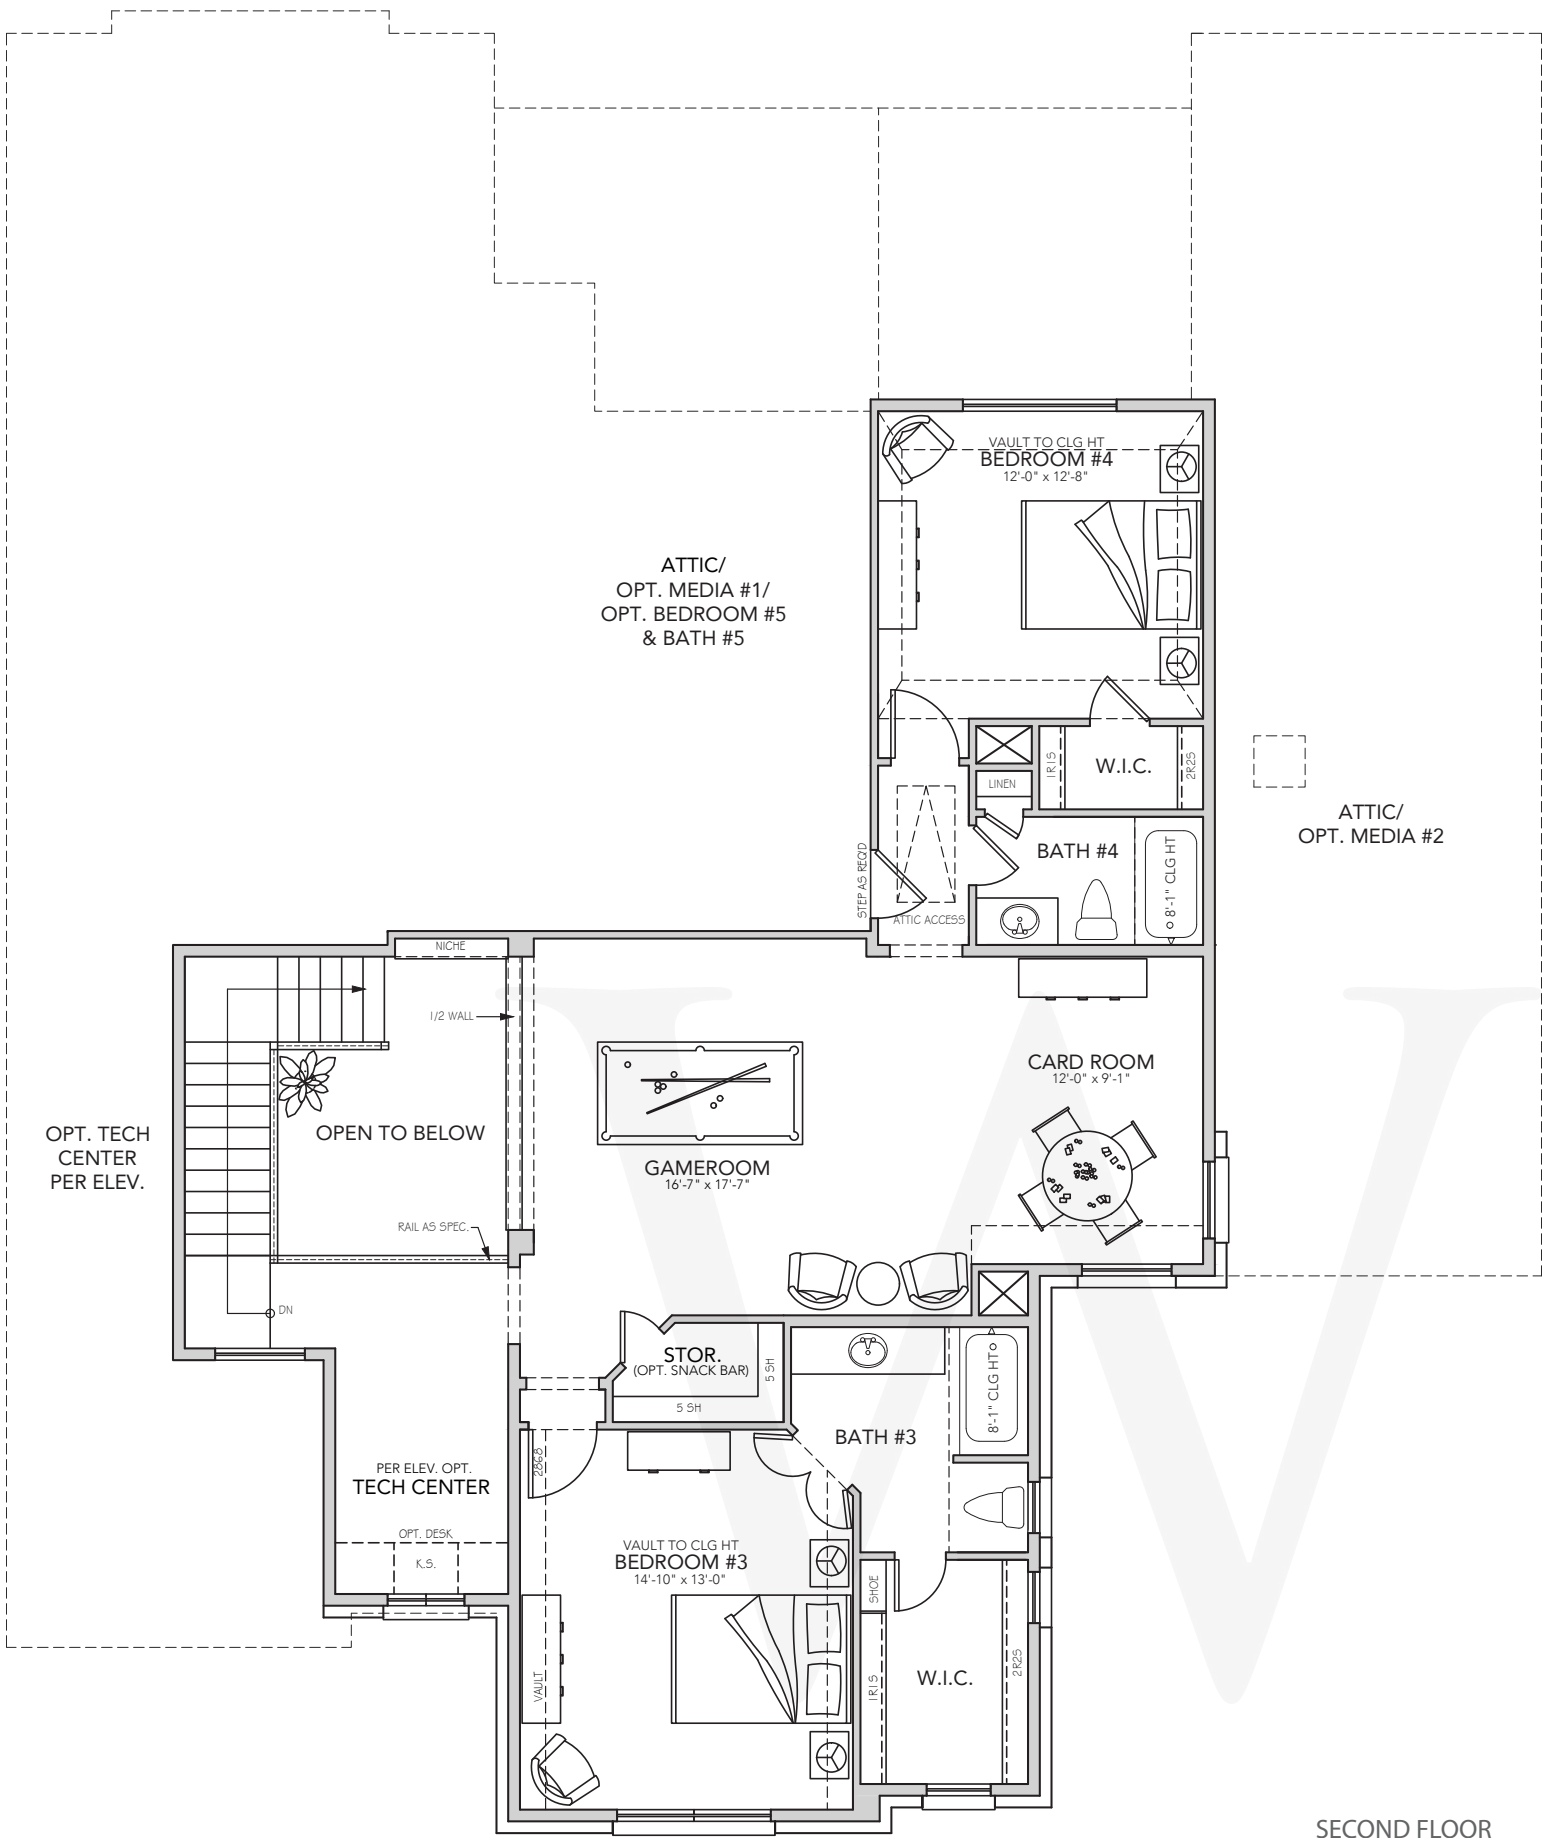 VAULT TO CLG HT
BEDROOM #4
12'-0" x 12'-8"
ATTIC/
OPT. MEDIA #1/
OPT. BEDROOM #5
& BATH #5
1R1S
W.I.C.
2R2S
LINEN
ATTIC/
OPT. MEDIA #2
BATH #4
8'-1" CLG HT
STEP AS REQ'D
ATTIC ACCESS
NICHE
1/2 WALL
CARD ROOM
12'-0" x 9'-1"
OPT. TECH
CENTER
PER ELEV.
OPEN TO BELOW
GAMEROOM
16'-7" x 17'-7"
RAIL AS SPEC.
DN
STOR.
(OPT. SNACK BAR)
5 SH
5 SH
8'-1" CLG HT
BATH #3
PER ELEV. OPT.
TECH CENTER
2868
OPT. DESK
K.S.
VAULT TO CLG HT
BEDROOM #3
14'-10" x 13'-0"
SHOE
VAULT
1R1S
W.I.C.
2R2S
SECOND FLOOR
W